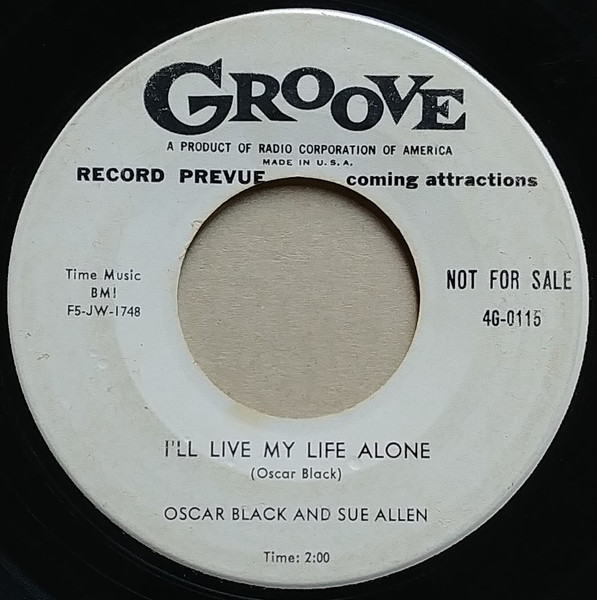 GROOVE
A PRODUCT OF RADIO CORPORATION OF AMERICA
MADE IN U.S.A.
RECORD PREVUE coming attractions
Time Music
BMI
F5-JW-1748
NOT FOR SALE
4G-0115
I'LL LIVE MY LIFE ALONE
(Oscar Black)
OSCAR BLACK AND SUE ALLEN
Time: 2:00